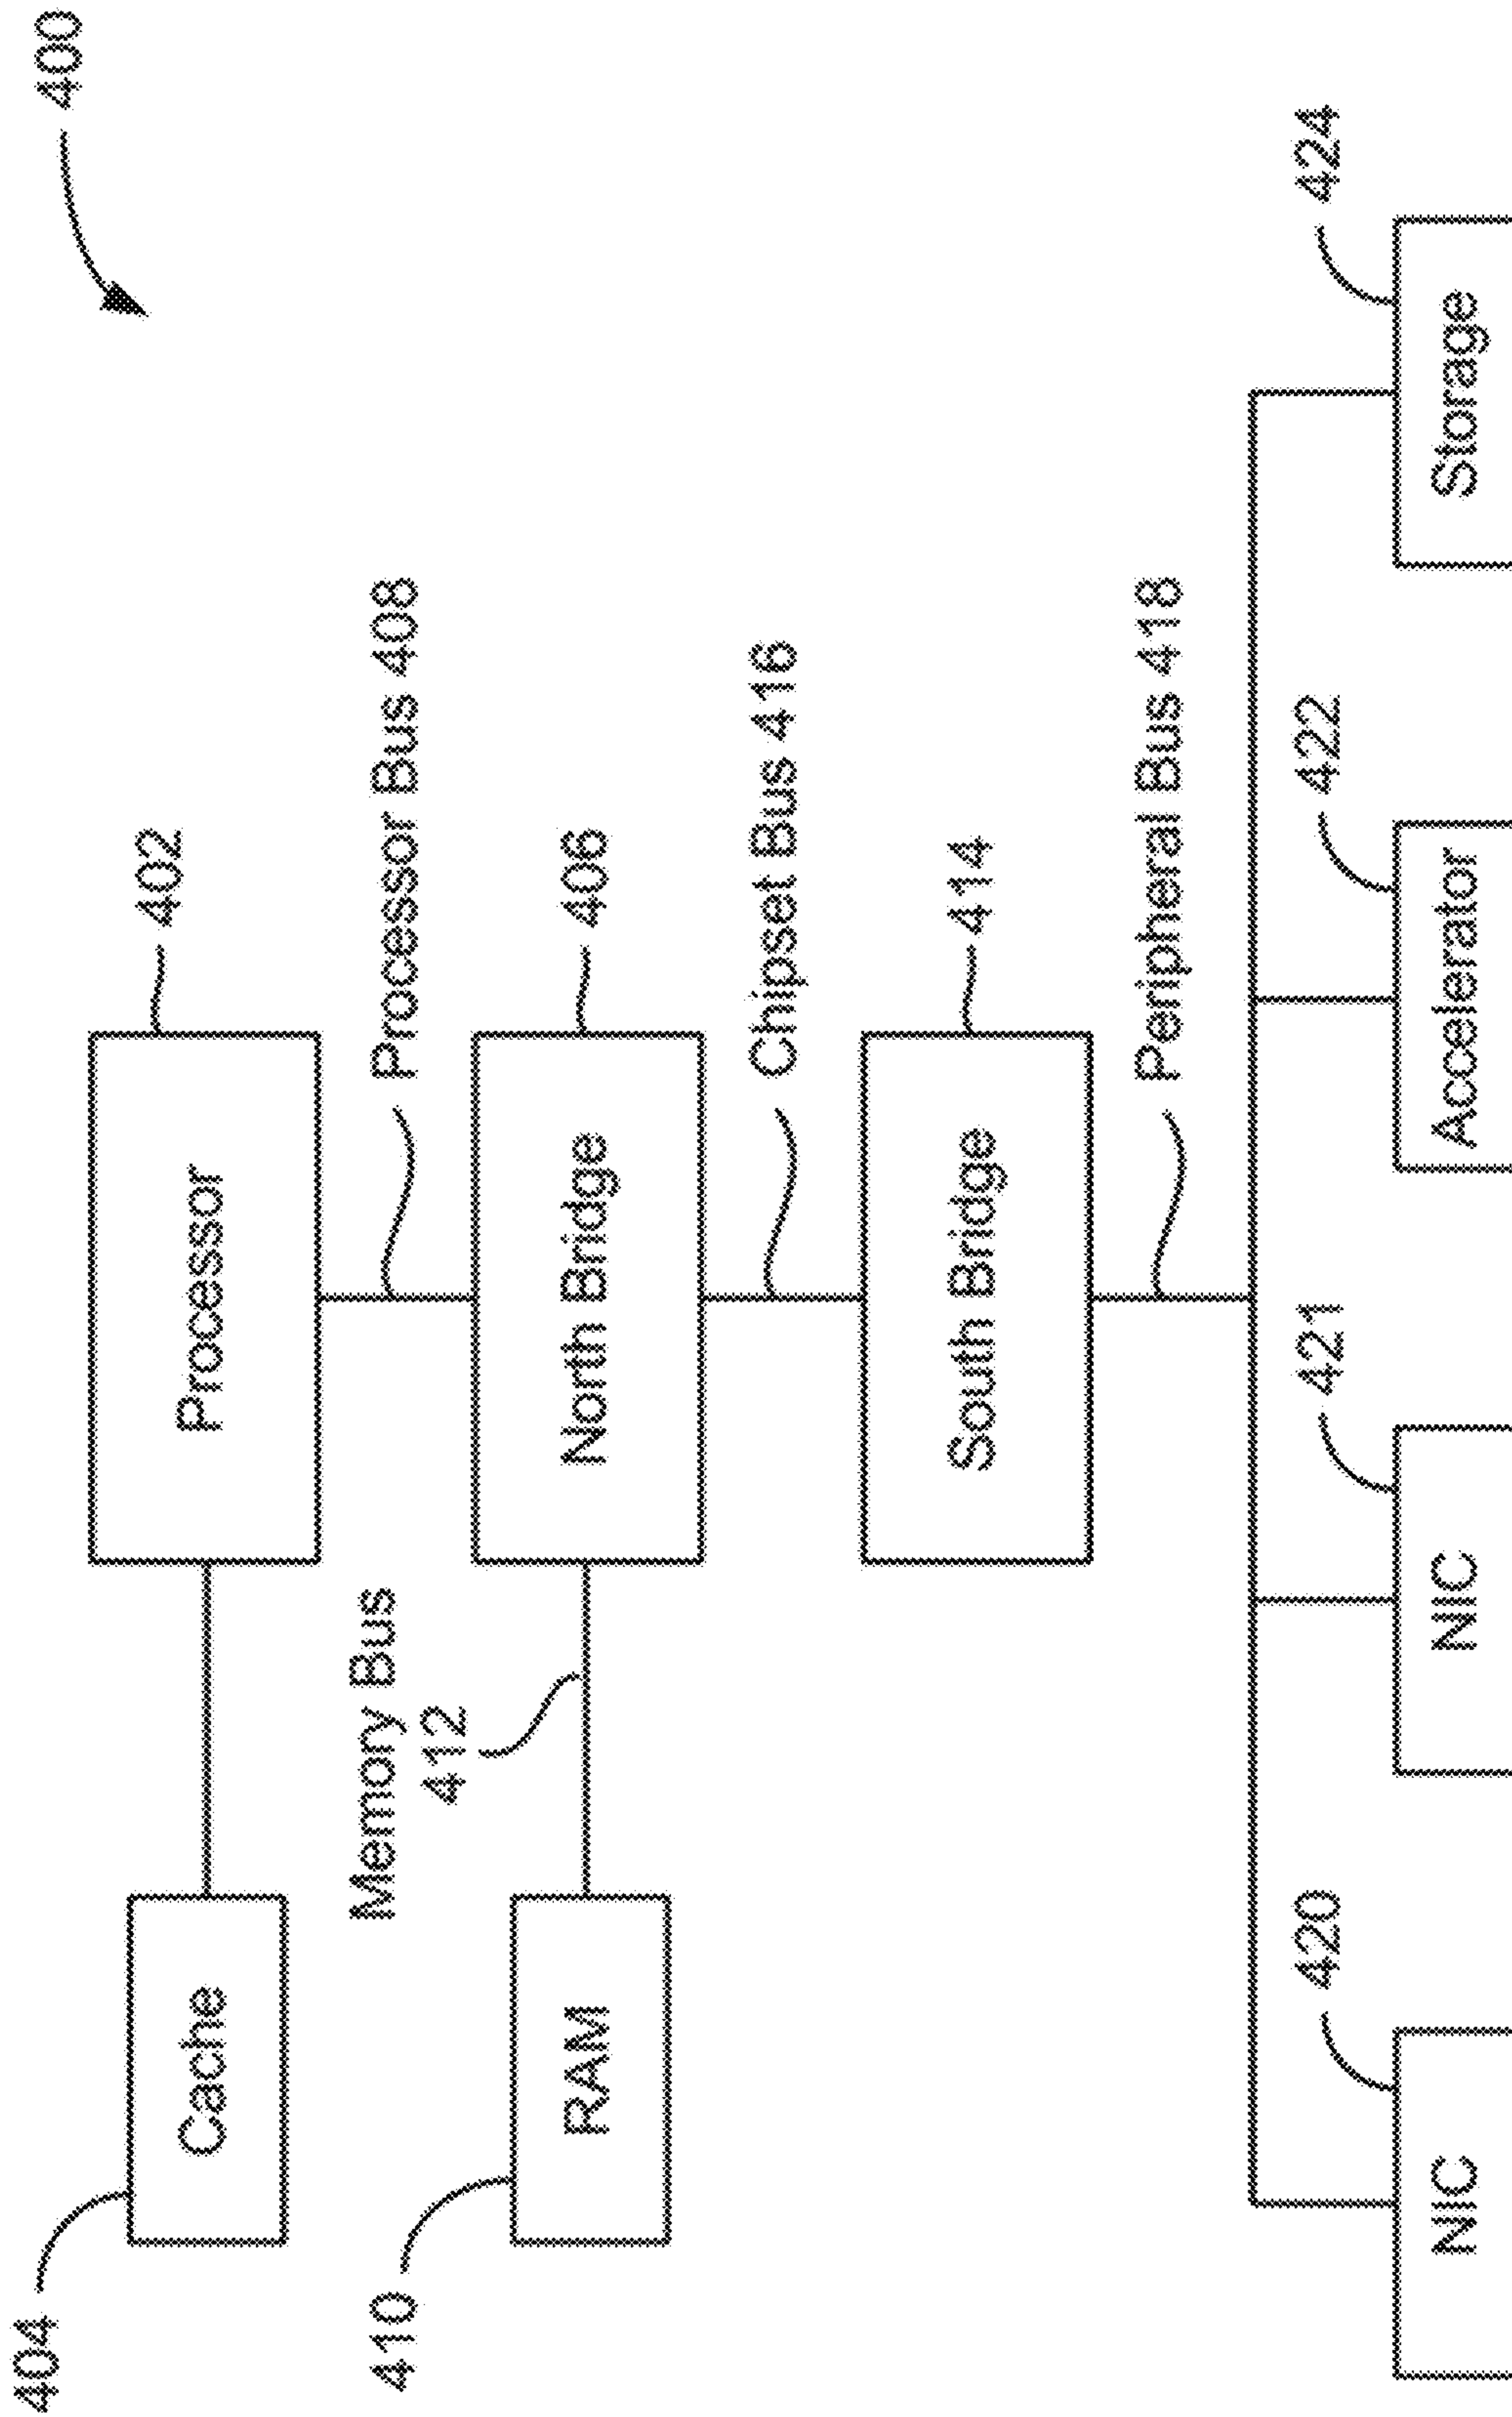 400
404
Cache
Processor
402
Memory Bus
412
Processor Bus 408
410
RAM
North Bridge
406
Chipset Bus 416
South Bridge
414
Peripheral Bus 418
420
421
422
424
NIC
NIC
Accelerator
Storage